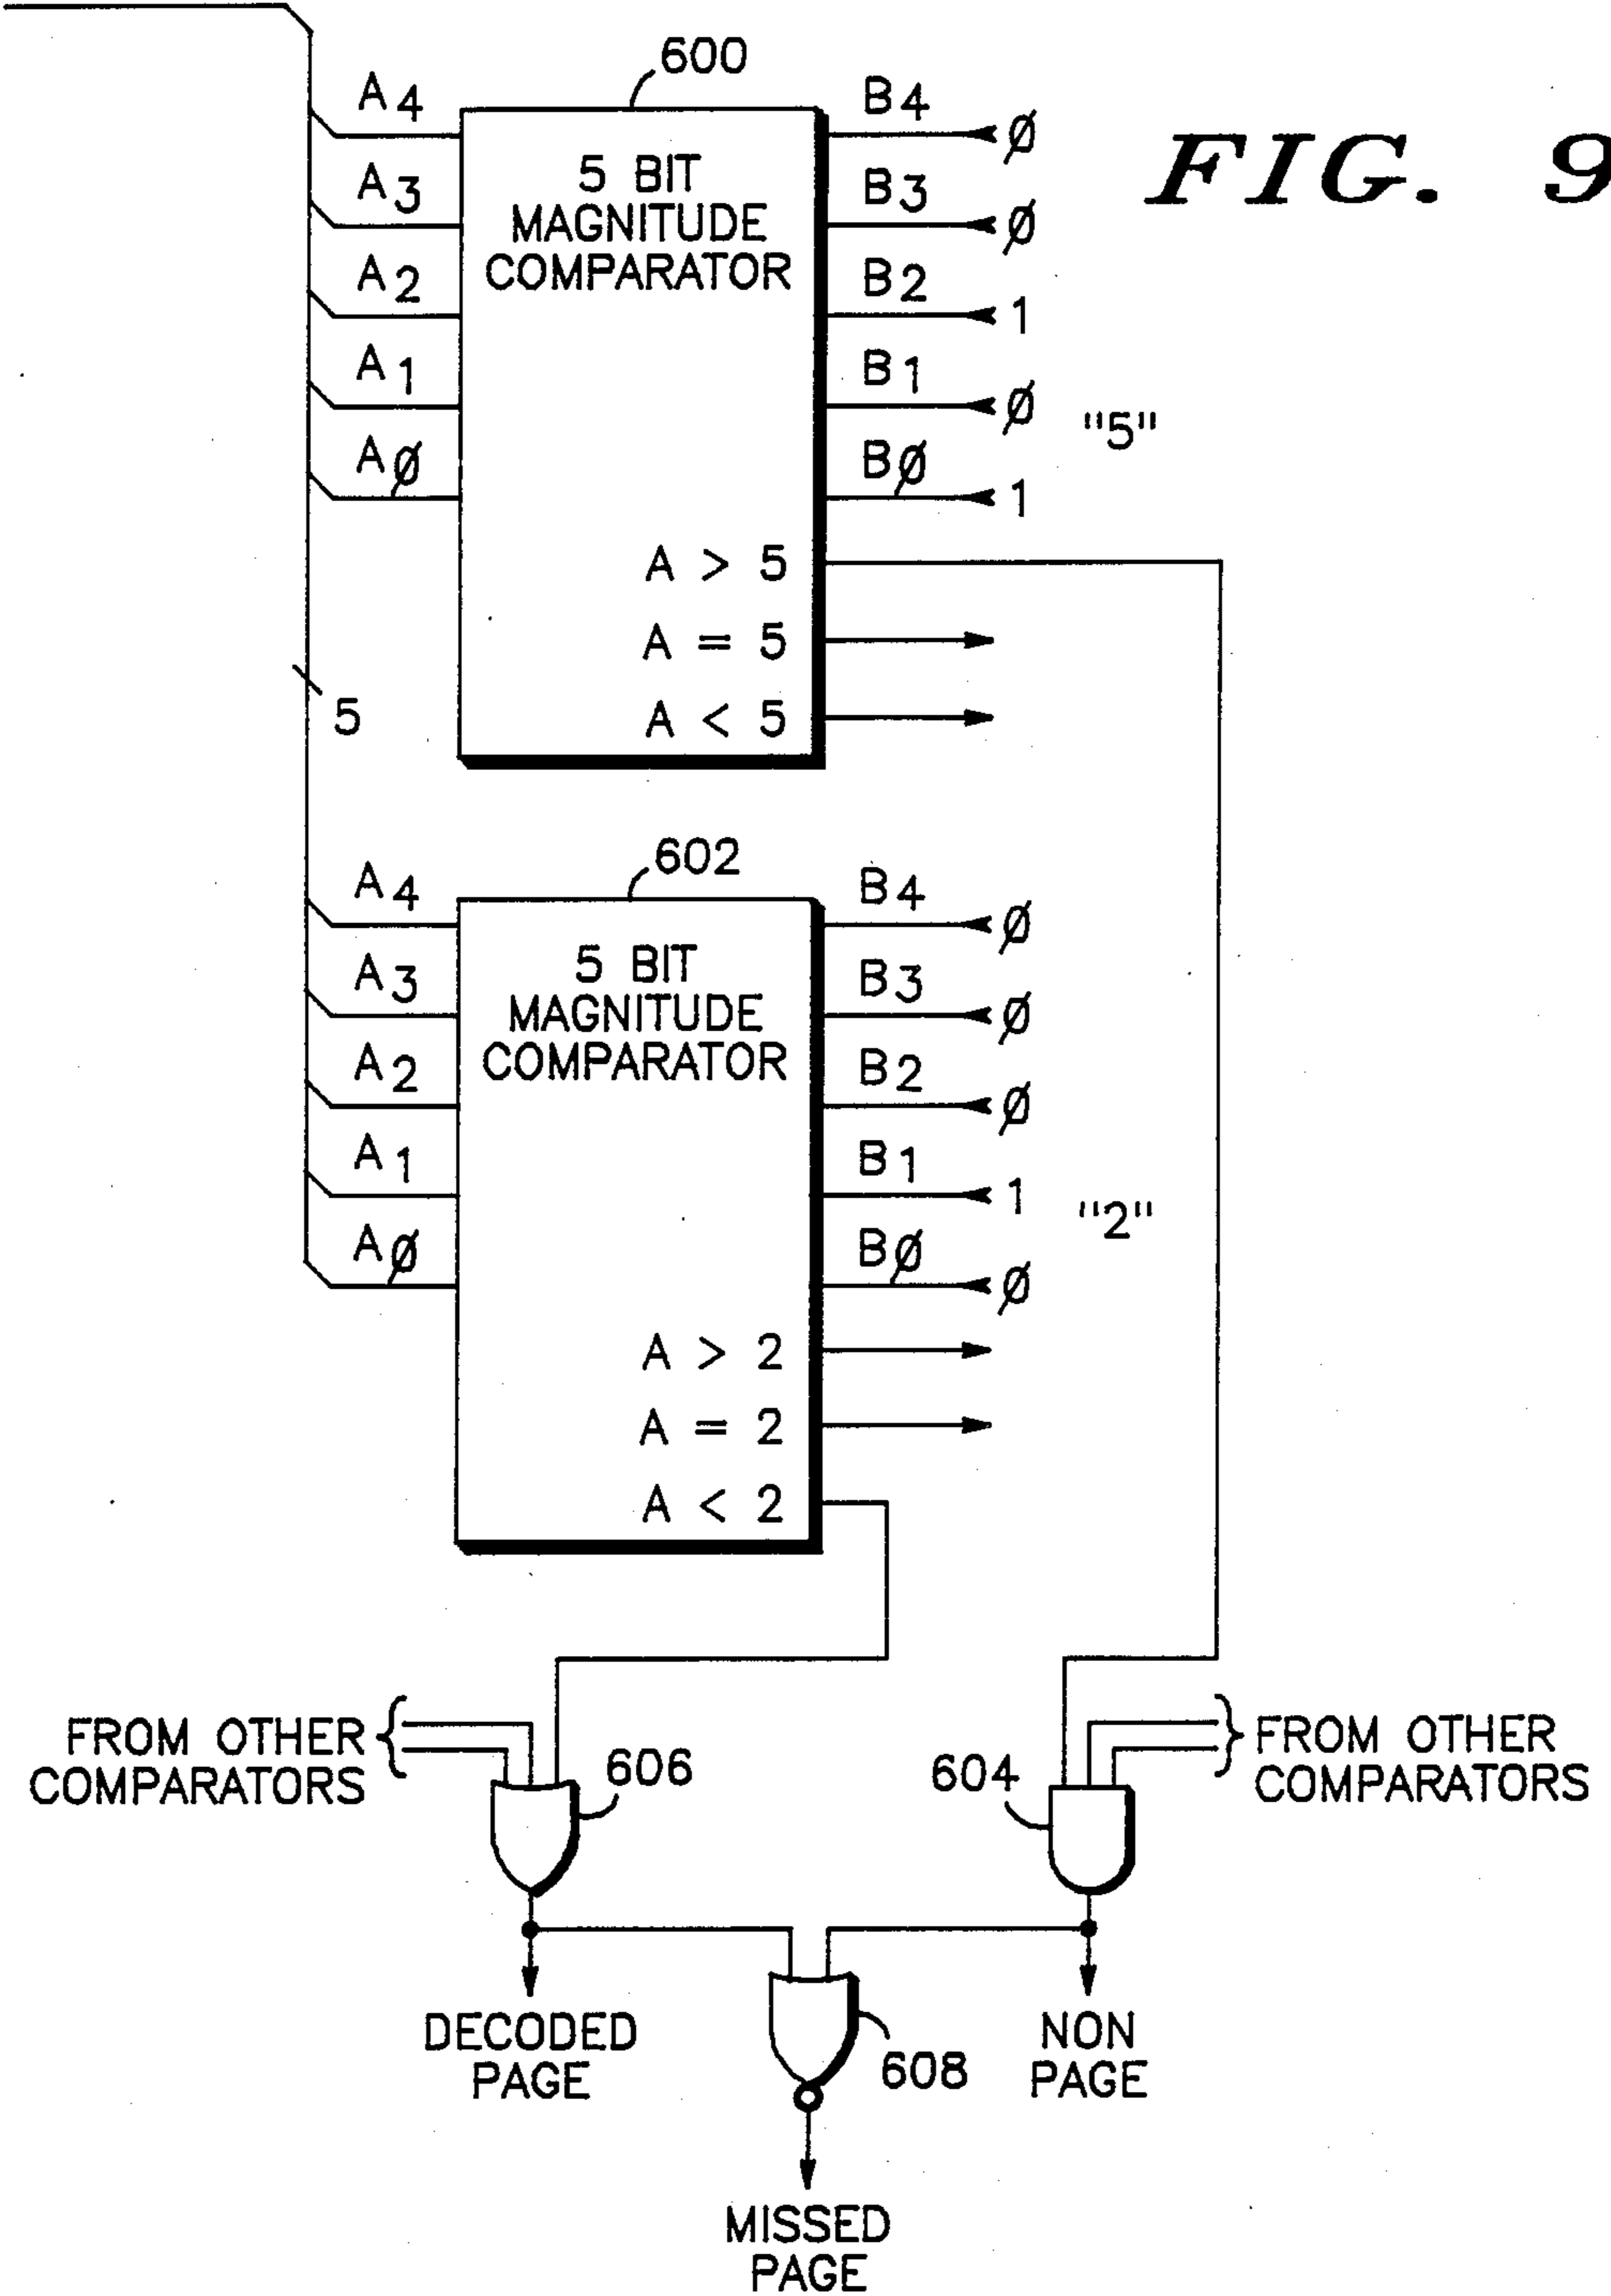 FIG. 9
600
5 BIT
MAGNITUDE
COMPARATOR
A4
A3
A2
A1
AØ
B4 Ø
B3 Ø
B2 1
B1 Ø
BØ 1
"5"
A > 5
A = 5
A < 5
5
602
5 BIT
MAGNITUDE
COMPARATOR
A4
A3
A2
A1
AØ
B4 Ø
B3 Ø
B2 Ø
B1 1
BØ Ø
"2"
A > 2
A = 2
A < 2
FROM OTHER
COMPARATORS
606
604
FROM OTHER
COMPARATORS
DECODED
PAGE
608
NON
PAGE
MISSED
PAGE